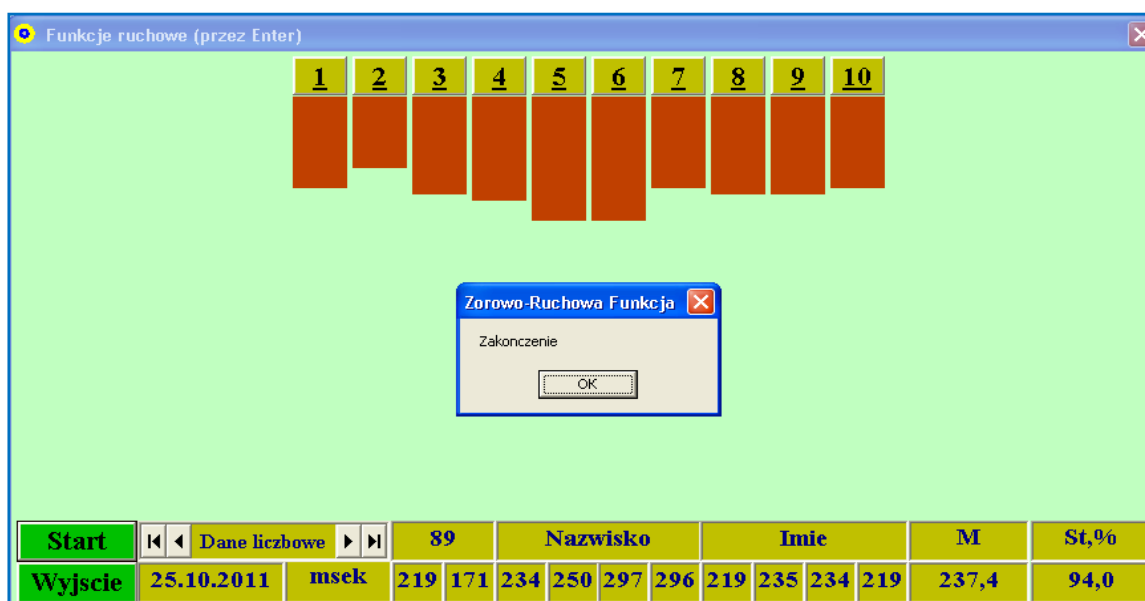 Funkcje ruchowe (przez Enter)
1 2 3 4 5 6 7 8 9 10
Zorowo-Ruchowa Funkcja
Zakonczenie
OK
Start Dane liczbowe 89 Nazwisko Imie M St,%
Wyjscie 25.10.2011 msek 219 171 234 250 297 296 219 235 234 219 237,4 94,0